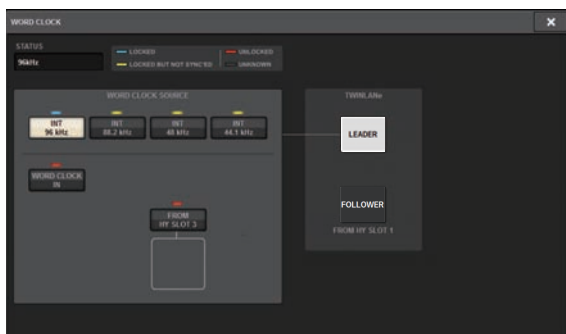 WORD CLOCK
STATUS
96kHz
LOCKED
UNLOCKED
LOCKED BUT NOT SYNC'ED
UNKNOWN
WORD CLOCK SOURCE
TWINLANe
INT
96 kHz
INT
88.2 kHz
INT
48 kHz
INT
44.1 kHz
LEADER
WORD CLOCK
IN
FROM
HY SLOT 3
FOLLOWER
FROM HY SLOT 1